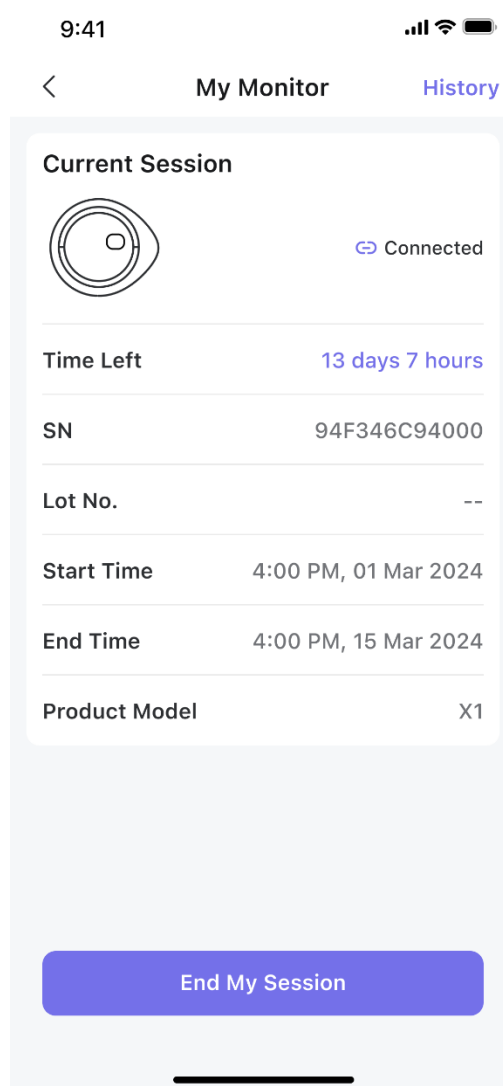 9:41
My Monitor History
Current Session
Connected
Time Left 13 days 7 hours
SN 94F346C94000
Lot No. --
Start Time 4:00 PM, 01 Mar 2024
End Time 4:00 PM, 15 Mar 2024
Product Model X1
End My Session